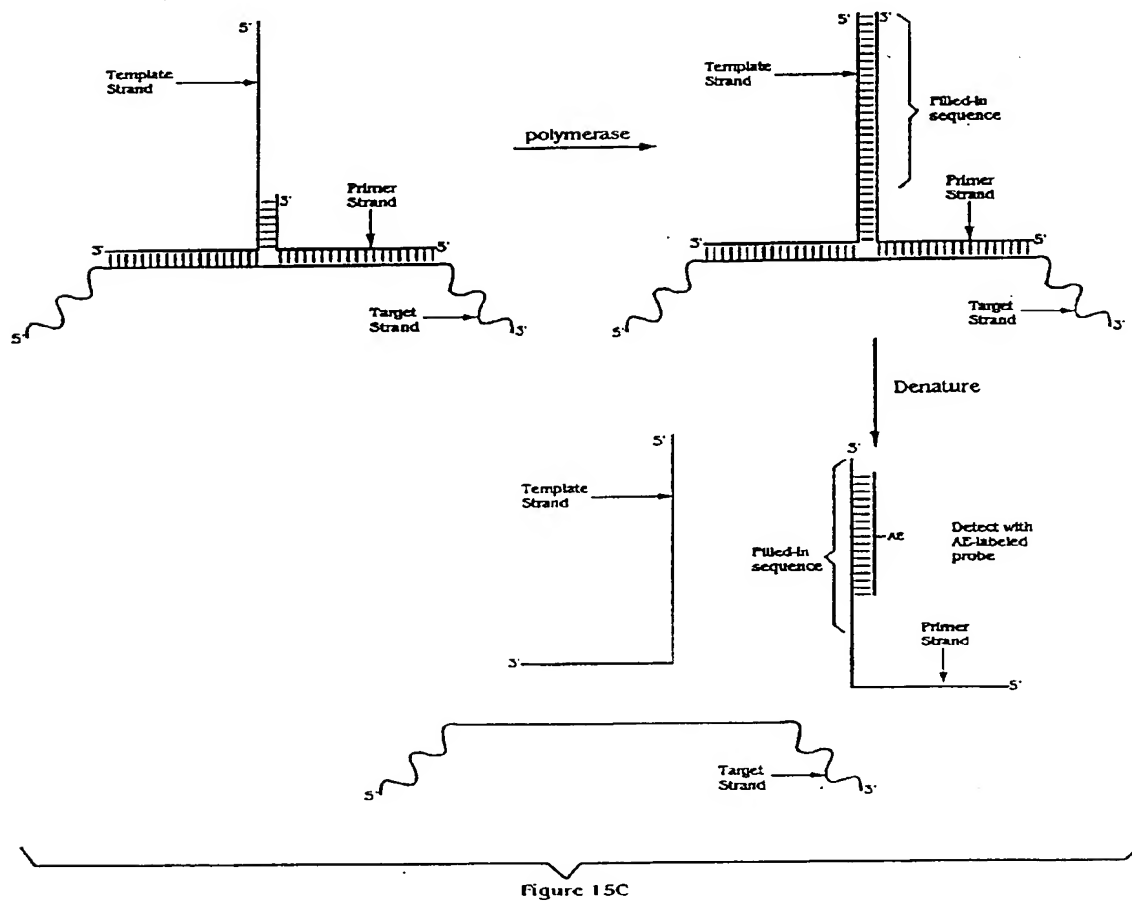 5'
Template
Strand
3'
Primer
Strand
3'
5'
Target
Strand
5'
3'
polymerase
5'
3'
Template
Strand
Filled-in
sequence
Primer
Strand
3'
5'
Target
Strand
5'
3'
Denature
5'
Template
Strand
3'
3'
Filled-in
sequence
AE
Detect with
AE-labeled
probe
Primer
Strand
5'
Target
Strand
5'
3'
Figure 15C